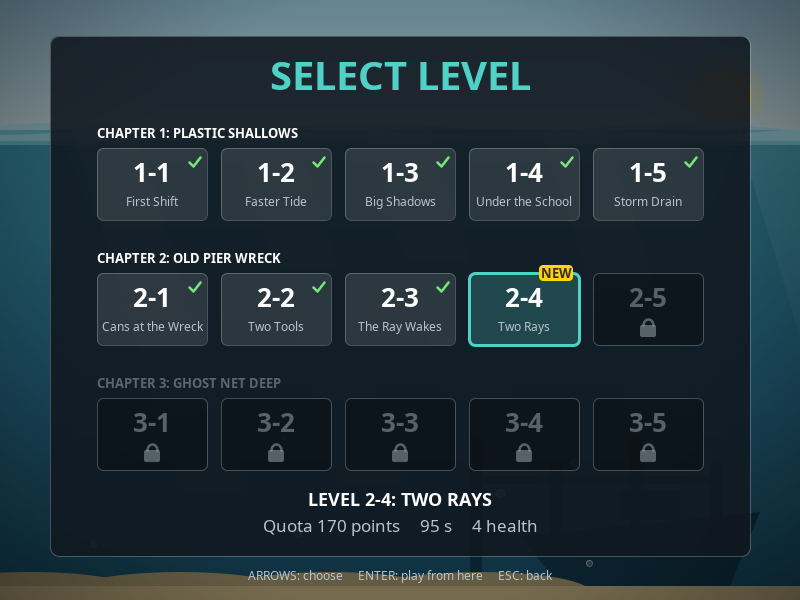 SELECT LEVEL
CHAPTER 1: PLASTIC SHALLOWS
1-1 1-2 1-3 1-4 1-5
First Shift Faster Tide Big Shadows Under the School Storm Drain
CHAPTER 2: OLD PIER WRECK
NEW
2-1 2-2 2-3 2-4 2-5
Cans at the Wreck Two Tools The Ray Wakes Two Rays
CHAPTER 3: GHOST NET DEEP
3-1 3-2 3-3 3-4 3-5
LEVEL 2-4: TWO RAYS
Quota 170 points 95 s 4 health
ARROWS: choose ENTER: play from here ESC: back